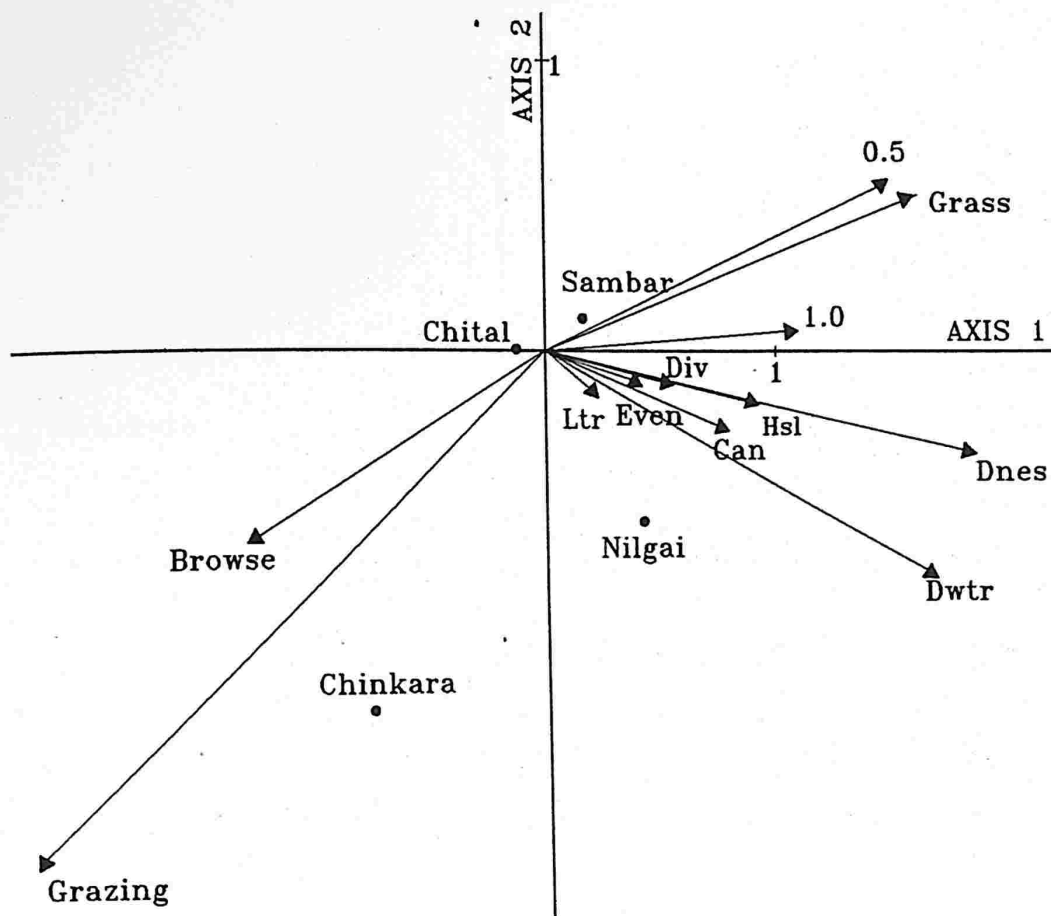 AXIS 2
1
0.5
Grass
Sambar
1.0
Chital
AXIS 1
Div
1
Ltr
Even
Hsl
Can
Dnes
Browse
Nilgai
Dwtr
Chinkara
Grazing